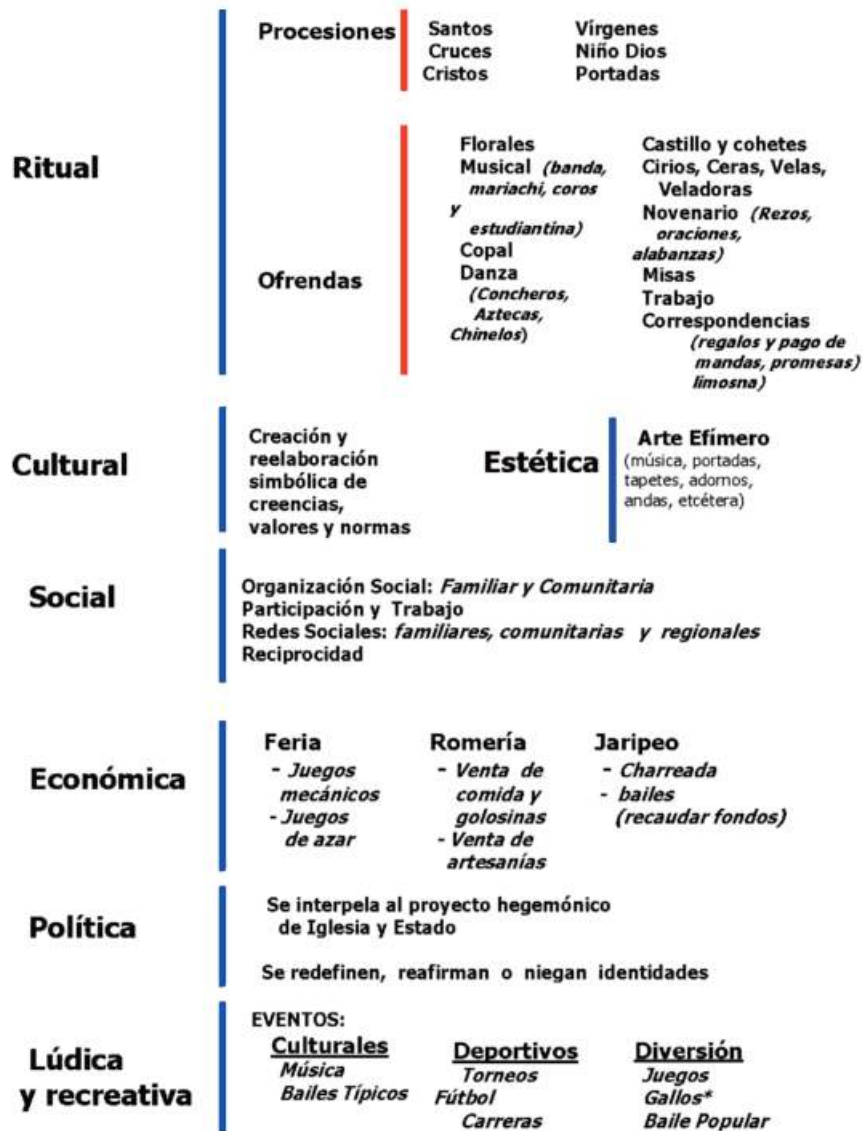 Ritual
Procesiones
Santos
Cruces
Cristos
Vírgenes
Niño Dios
Portadas
Ofrendas
Florales
Musical (banda,
mariachi, coros
y
estudiantina)
Copal
Danza
(Concheros,
Aztecas,
Chinelos)
Castillo y cohetes
Cirios, Ceras, Velas,
Veladoras
Novenario (Rezos,
oraciones,
alabanzas)
Misas
Trabajo
Correspondencias
(regalos y pago de
mandas, promesas)
limosna)
Cultural
Creación y
reelaboración
simbólica de
creencias,
valores y normas
Estética
Arte Efímero
(música, portadas,
tapetes, adornos,
andas, etcétera)
Social
Organización Social: Familiar y Comunitaria
Participación y Trabajo
Redes Sociales: familiares, comunitarias y regionales
Reciprocidad
Económica
Feria
- Juegos
mecánicos
- Juegos
de azar
Romería
- Venta de
comida y
golosinas
- Venta de
artesanías
Jaripeo
- Charreada
- bailes
(recaudar fondos)
Política
Se interpela al proyecto hegemónico
de Iglesia y Estado
Se redefinen, reafirman o niegan identidades
Lúdica
y recreativa
EVENTOS:
Culturales
Música
Bailes Típicos
Deportivos
Torneos
Fútbol
Carreras
Diversión
Juegos
Gallos*
Baile Popular